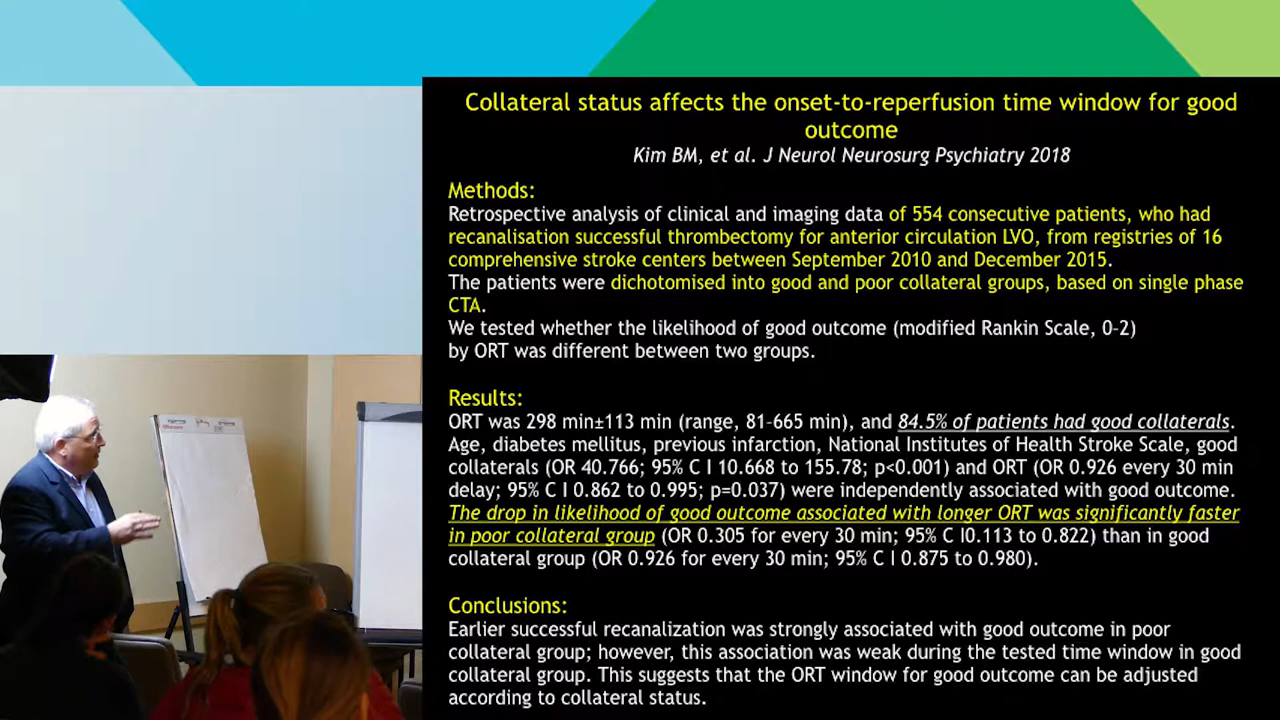 Collateral status affects the onset-to-reperfusion time window for good
outcome
Kim BM, et al. J Neurol Neurosurg Psychiatry 2018
Methods:
Retrospective analysis of clinical and imaging data of 554 consecutive patients, who had
recanalisation successful thrombectomy for anterior circulation LVO, from registries of 16
comprehensive stroke centers between September 2010 and December 2015.
The patients were dichotomised into good and poor collateral groups, based on single phase
CTA.
We tested whether the likelihood of good outcome (modified Rankin Scale, 0-2)
by ORT was different between two groups.
Results:
ORT was 298 min±113 min (range, 81-665 min), and 84.5% of patients had good collaterals.
Age, diabetes mellitus, previous infarction, National Institutes of Health Stroke Scale, good
collaterals (OR 40.766; 95% C I 10.668 to 155.78; p<0.001) and ORT (OR 0.926 every 30 min
delay; 95% C I 0.862 to 0.995; p=0.037) were independently associated with good outcome.
The drop in likelihood of good outcome associated with longer ORT was significantly faster
in poor collateral group (OR 0.305 for every 30 min; 95% C I0.113 to 0.822) than in good
collateral group (OR 0.926 for every 30 min; 95% C I 0.875 to 0.980).
Conclusions:
Earlier successful recanalization was strongly associated with good outcome in poor
collateral group; however, this association was weak during the tested time window in good
collateral group. This suggests that the ORT window for good outcome can be adjusted
according to collateral status.